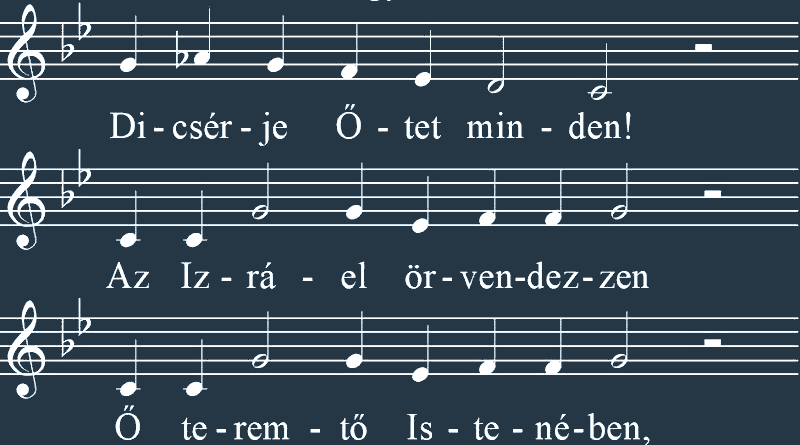 Di - csér - je Ő - tet min - den!
Az Iz - rá - el ör - ven-dez-zen
Ő te - rem - tő Is - te - né-ben,